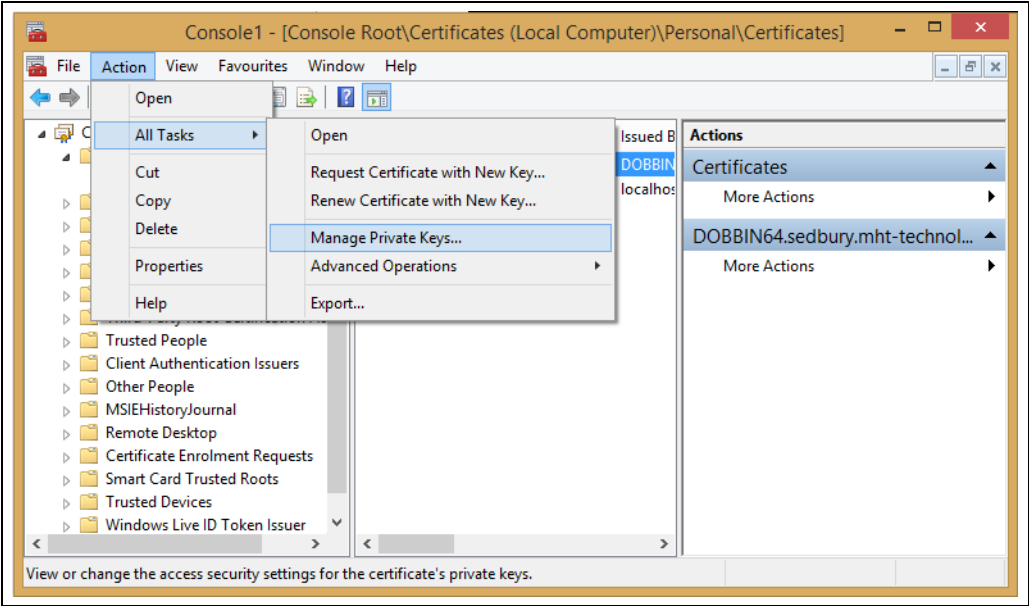 Console1 - [Console Root\Certificates (Local Computer)\Personal\Certificates]
File Action View Favourites Window Help
Open
All Tasks
Cut
Copy
Delete
Properties
Help
Open
Request Certificate with New Key...
Renew Certificate with New Key...
Manage Private Keys...
Advanced Operations
Export...
C
Trusted People
Client Authentication Issuers
Other People
MSIEHistoryJournal
Remote Desktop
Certificate Enrolment Requests
Smart Card Trusted Roots
Trusted Devices
Windows Live ID Token Issuer
Issued B
DOBBIN
localhos
Actions
Certificates
More Actions
DOBBIN64.sedbury.mht-technol...
More Actions
View or change the access security settings for the certificate's private keys.